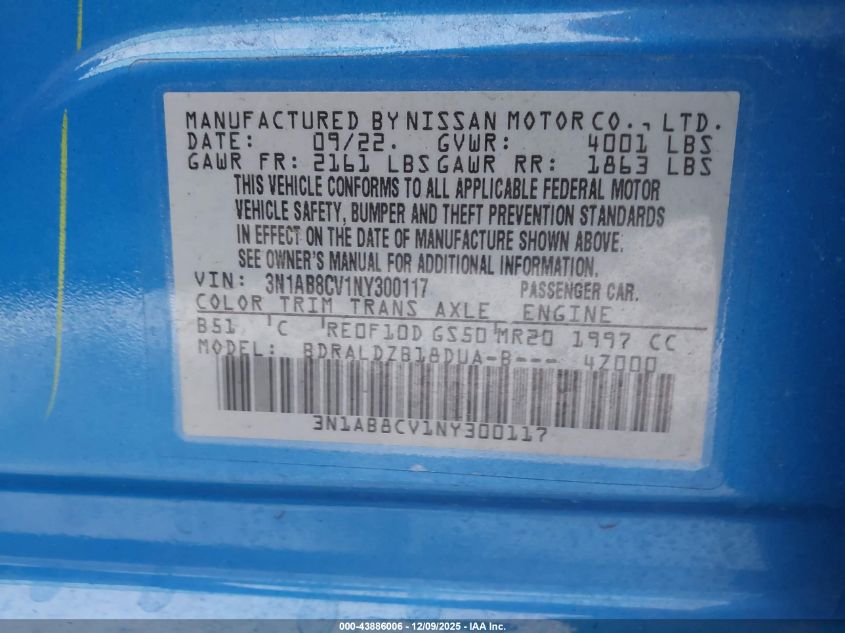 MANUFACTURED BY NISSAN MOTOR CO., LTD.
DATE: 09/22. GVWR: 4001 LBS
GAWR FR: 2161 LBS GAWR RR: 1863 LBS
THIS VEHICLE CONFORMS TO ALL APPLICABLE FEDERAL MOTOR
VEHICLE SAFETY, BUMPER AND THEFT PREVENTION STANDARDS
IN EFFECT ON THE DATE OF MANUFACTURE SHOWN ABOVE.
SEE OWNER'S MANUAL FOR ADDITIONAL INFORMATION.
VIN: 3N1AB8CV1NY300117 PASSENGER CAR.
COLOR TRIM TRANS AXLE ENGINE
B51 'C 'RE0F10D GS50'MR20 1997 CC
MODEL: BDRALDZB18DUA-B--- 4Z000
3N1AB8CV1NY300117
000-43886006 - 12/09/2025 - IAA Inc.